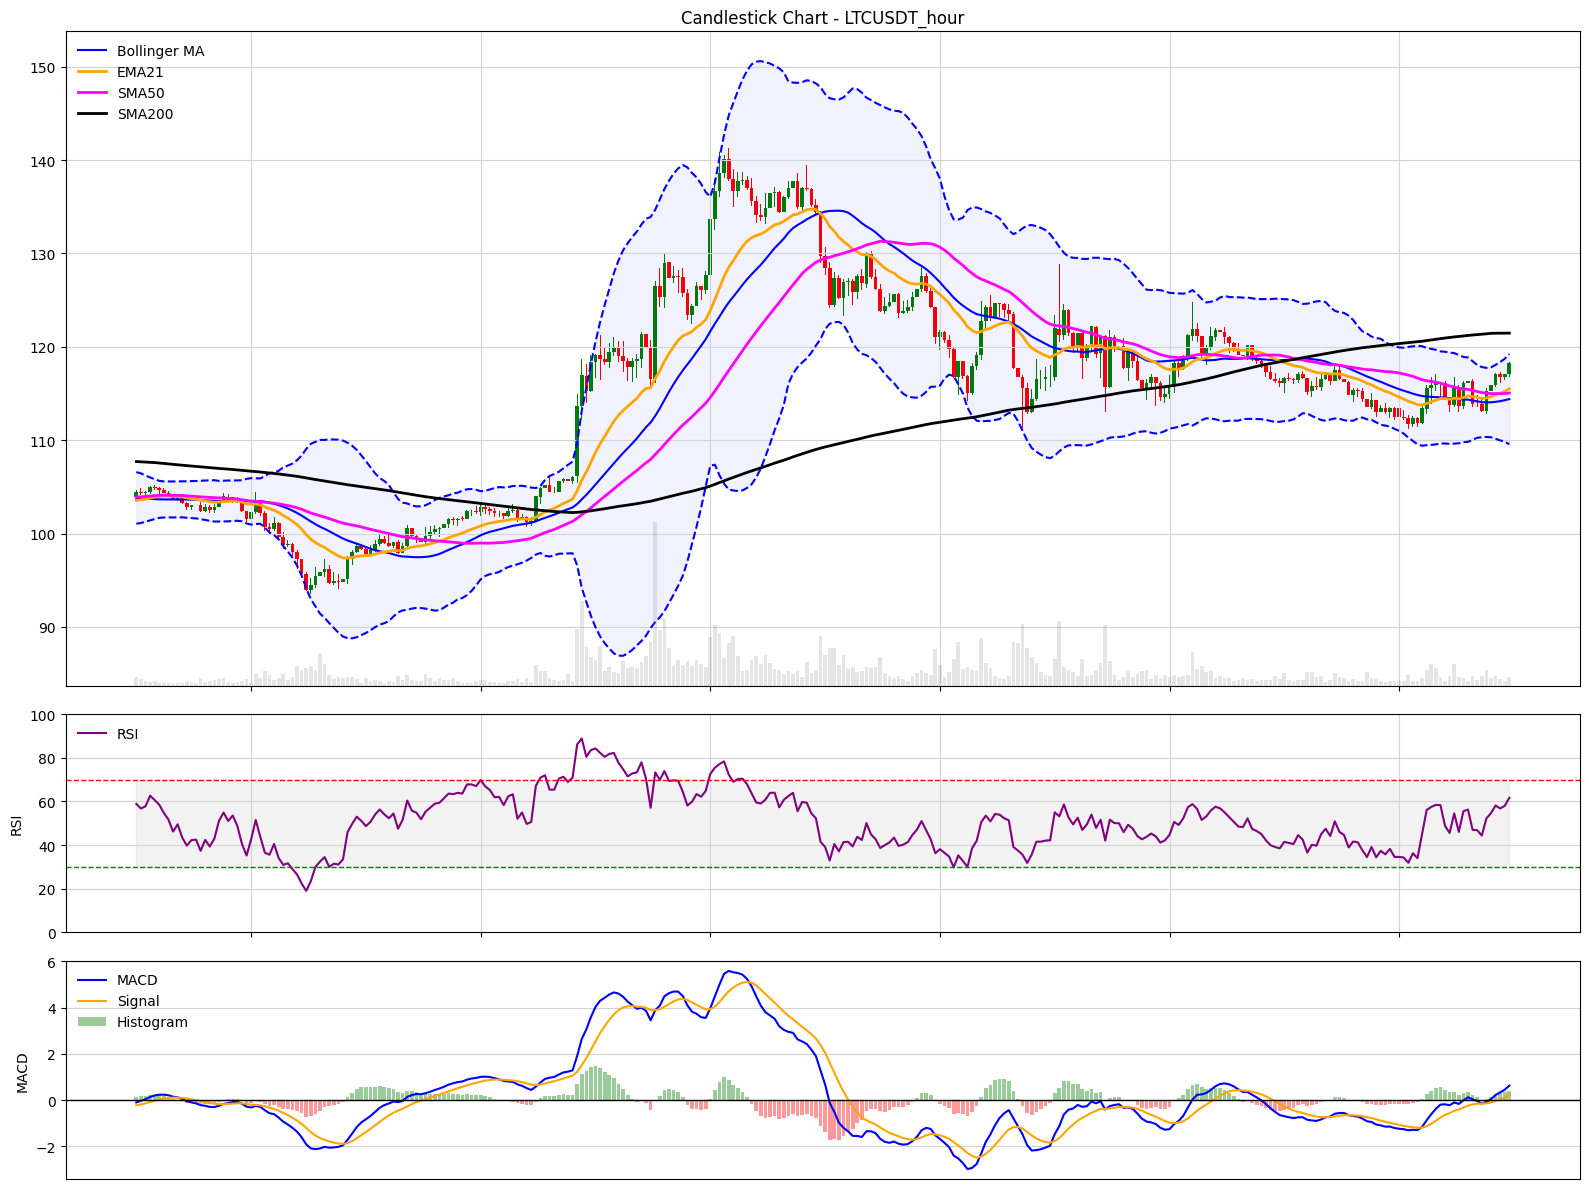 Candlestick Chart - LTCUSDT_hour
Bollinger MA
EMA21
SMA50
SMA200
150
140
130
120
110
100
90
RSI
100
80
60
40
20
0
RSI
MACD
Signal
Histogram
6
4
2
0
−2
MACD